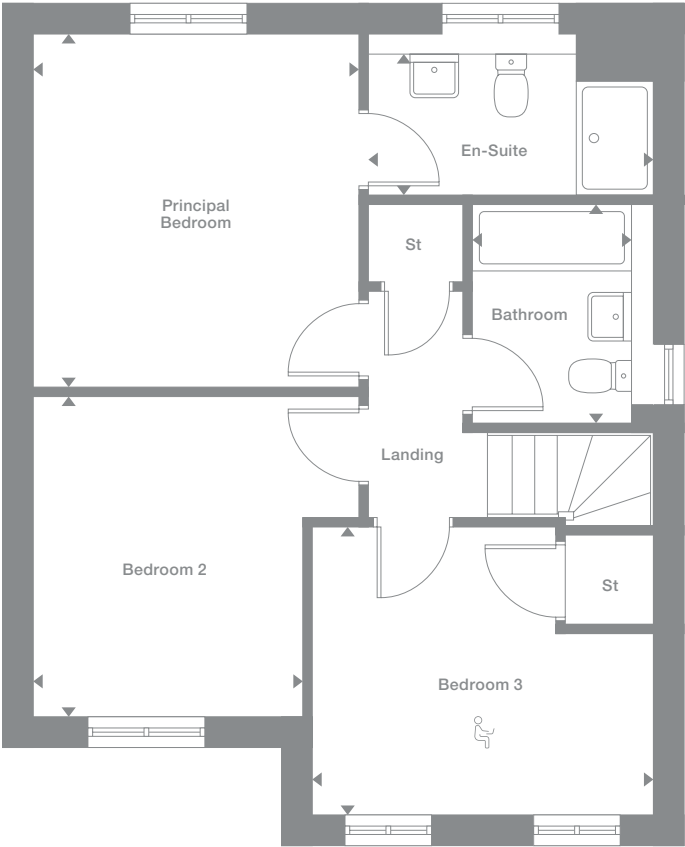 En-Suite
Principal
Bedroom
St
Bathroom
Landing
Bedroom 2
St
Bedroom 3